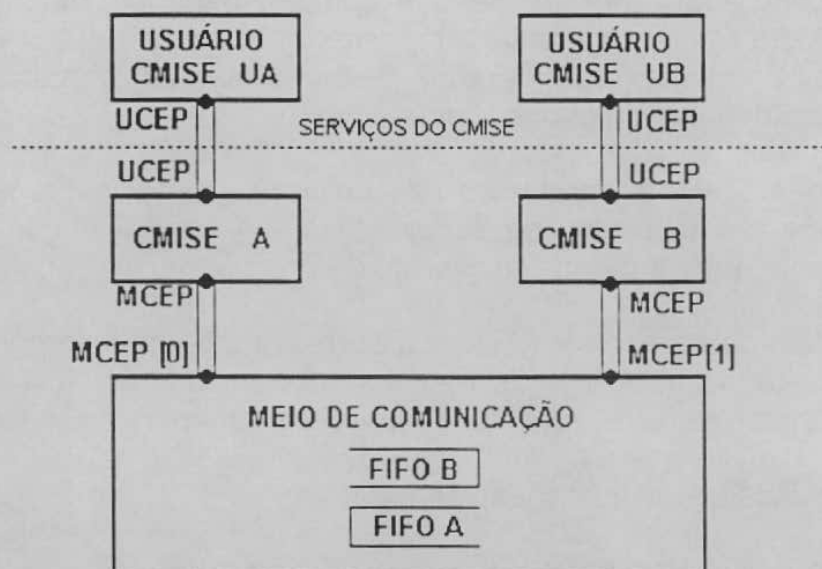 USUÁRIO
CMISE UA
USUÁRIO
CMISE UB
UCEP
SERVIÇOS DO CMISE
UCEP
UCEP
UCEP
CMISE A
CMISE B
MCEP
MCEP
MCEP [0]
MCEP[1]
MEIO DE COMUNICAÇÃO
FIFO B
FIFO A